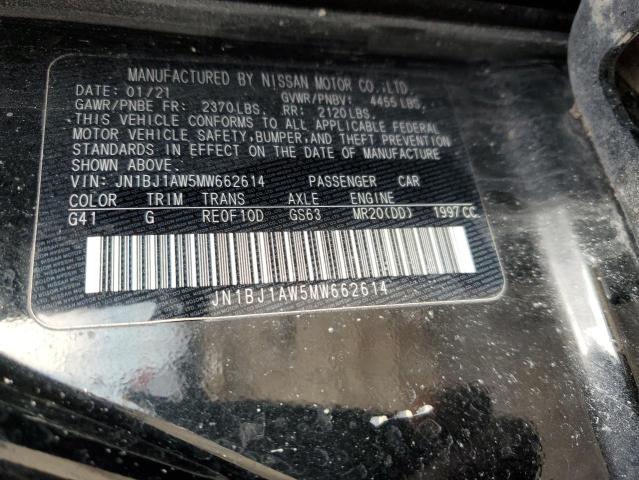 MANUFACTURED BY NISSAN MOTOR CO.,LTD.
DATE: 01/21 GVWR/PNBV: 4455 LBS,
GAWR/PNBE FR: 2370LBS, RR: 2120LBS,
THIS VEHICLE CONFORMS TO ALL APPLICABLE FEDERAL
MOTOR VEHICLE SAFETY,BUMPER,AND THEFT PREVENTION
STANDARDS IN EFFECT ON THE DATE OF MANUFACTURE
SHOWN ABOVE.
VIN: JN1BJ1AW5MW662614 PASSENGER CAR
COLOR TRIM TRANS AXLE ENGINE
G41 G RE0F10D GS63 MR20(DD) 1997CC
JN1BJ1AW5MW662614